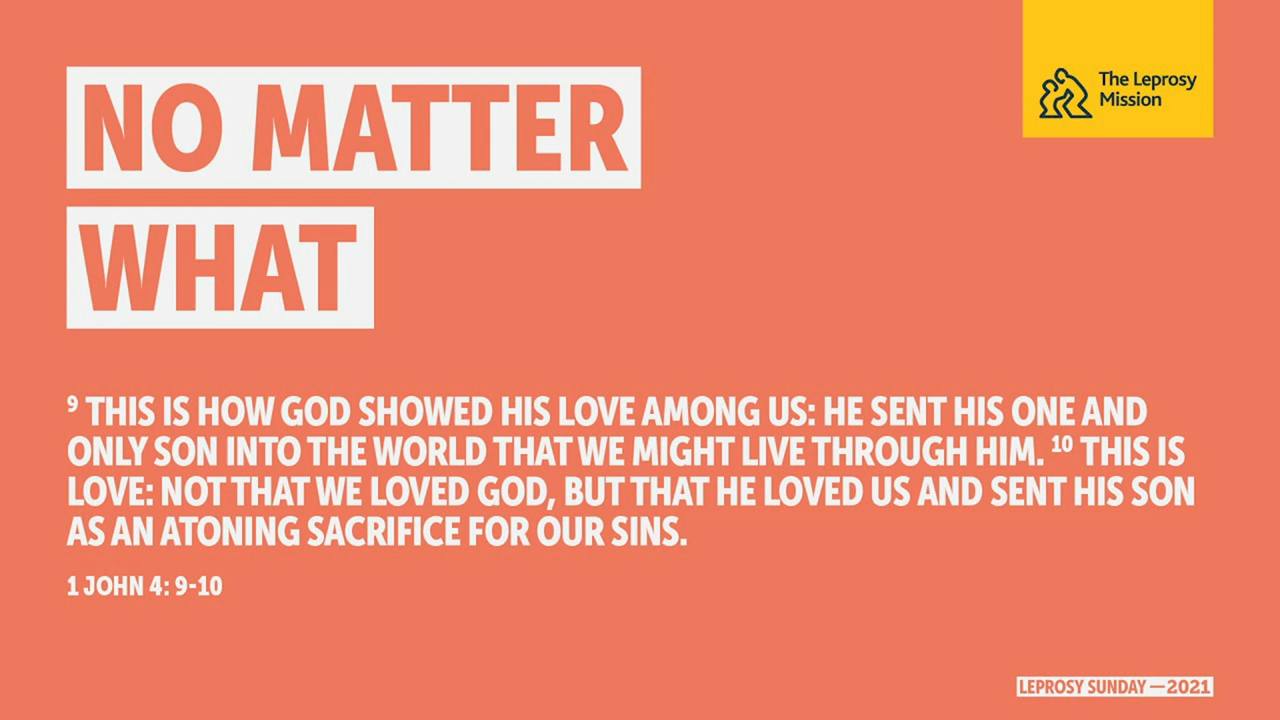 The Leprosy
Mission
NO MATTER
WHAT
⁹ THIS IS HOW GOD SHOWED HIS LOVE AMONG US: HE SENT HIS ONE AND
ONLY SON INTO THE WORLD THAT WE MIGHT LIVE THROUGH HIM. ¹⁰ THIS IS
LOVE: NOT THAT WE LOVED GOD, BUT THAT HE LOVED US AND SENT HIS SON
AS AN ATONING SACRIFICE FOR OUR SINS.
1 JOHN 4: 9-10
LEPROSY SUNDAY — 2021